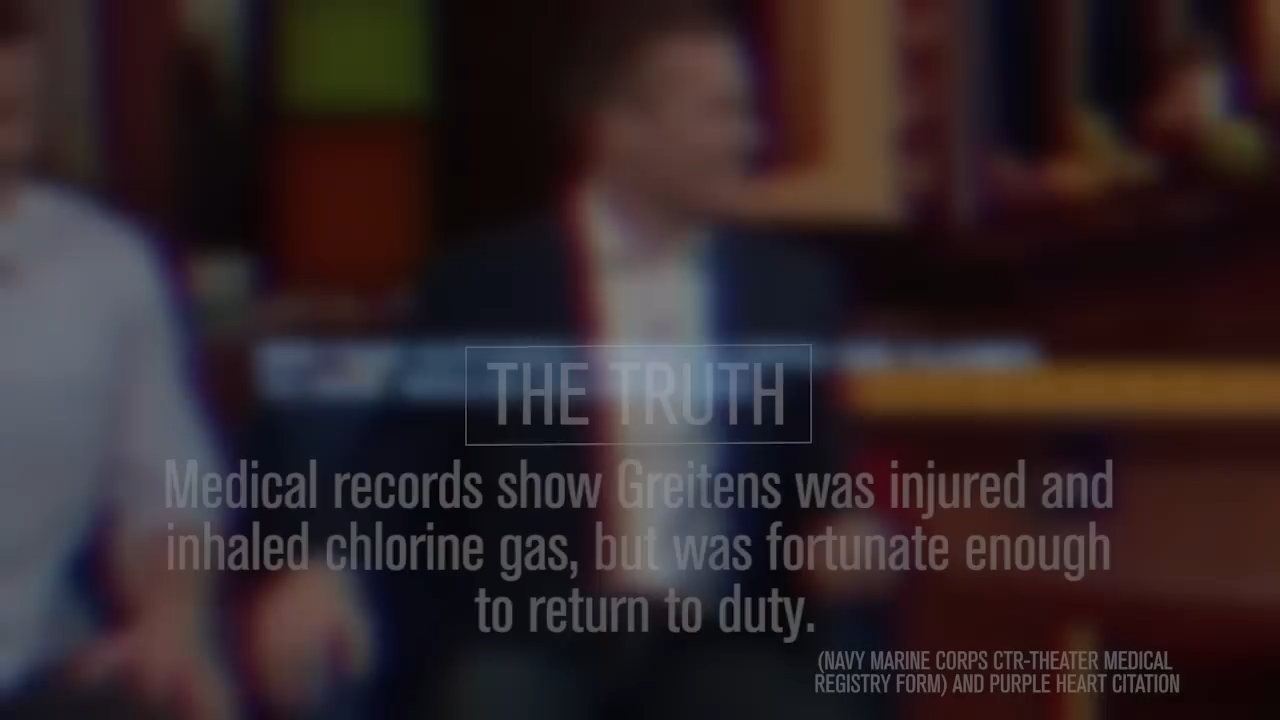 THE TRUTH
Medical records show Greitens was injured and
inhaled chlorine gas, but was fortunate enough
to return to duty.
(NAVY MARINE CORPS CTR-THEATER MEDICAL
REGISTRY FORM) AND PURPLE HEART CITATION